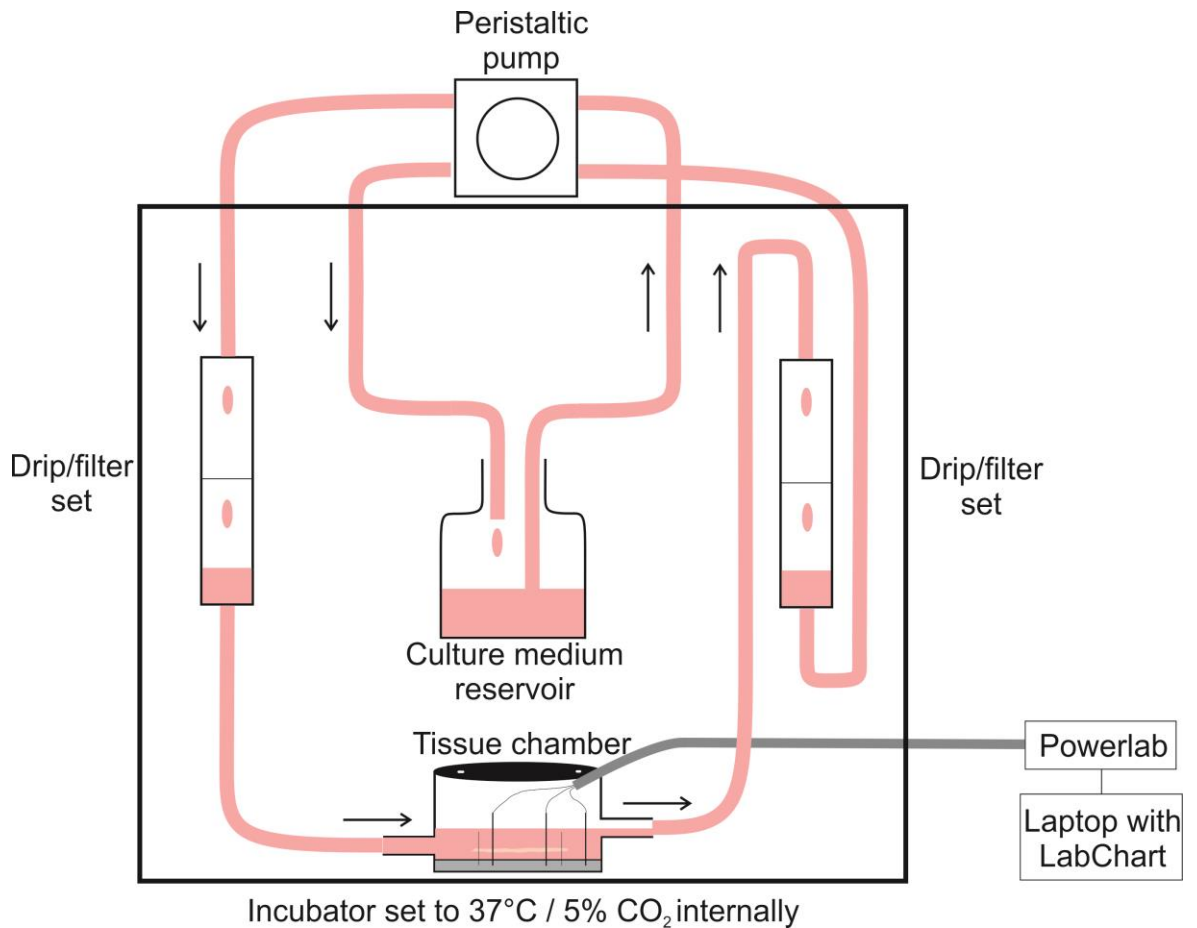 Peristaltic
pump
Drip/filter
set
Drip/filter
set
Culture medium
reservoir
Tissue chamber
Powerlab
Laptop with
LabChart
Incubator set to 37°C / 5% CO₂ internally